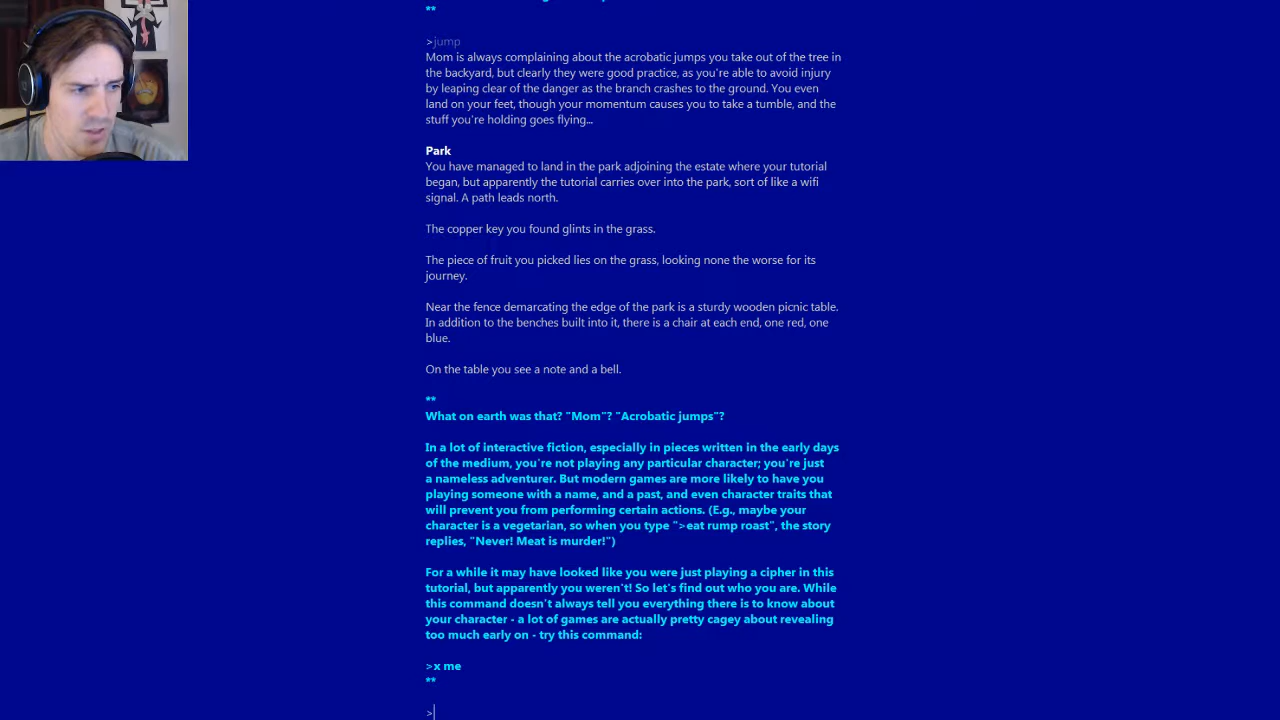 **
>jump
Mom is always complaining about the acrobatic jumps you take out of the tree in
the backyard, but clearly they were good practice, as you're able to avoid injury
by leaping clear of the danger as the branch crashes to the ground. You even
land on your feet, though your momentum causes you to take a tumble, and the
stuff you're holding goes flying...
Park
You have managed to land in the park adjoining the estate where your tutorial
began, but apparently the tutorial carries over into the park, sort of like a wifi
signal. A path leads north.
The copper key you found glints in the grass.
The piece of fruit you picked lies on the grass, looking none the worse for its
journey.
Near the fence demarcating the edge of the park is a sturdy wooden picnic table.
In addition to the benches built into it, there is a chair at each end, one red, one
blue.
On the table you see a note and a bell.
**
What on earth was that? "Mom"? "Acrobatic jumps"?
In a lot of interactive fiction, especially in pieces written in the early days
of the medium, you're not playing any particular character; you're just
a nameless adventurer. But modern games are more likely to have you
playing someone with a name, and a past, and even character traits that
will prevent you from performing certain actions. (E.g., maybe your
character is a vegetarian, so when you type ">eat rump roast", the story
replies, "Never! Meat is murder!")
For a while it may have looked like you were just playing a cipher in this
tutorial, but apparently you weren't! So let's find out who you are. While
this command doesn't always tell you everything there is to know about
your character - a lot of games are actually pretty cagey about revealing
too much early on - try this command:
>x me
**
>